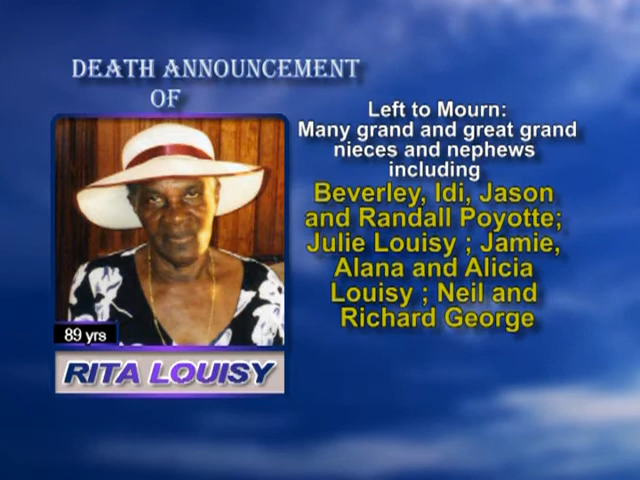 DEATH ANNOUNCEMENT
OF
89 yrs
RITA LOUISY
Left to Mourn:
Many grand and great grand
nieces and nephews
including
Beverley, Idi, Jason
and Randall Poyotte;
Julie Louisy ; Jamie,
Alana and Alicia
Louisy ; Neil and
Richard George